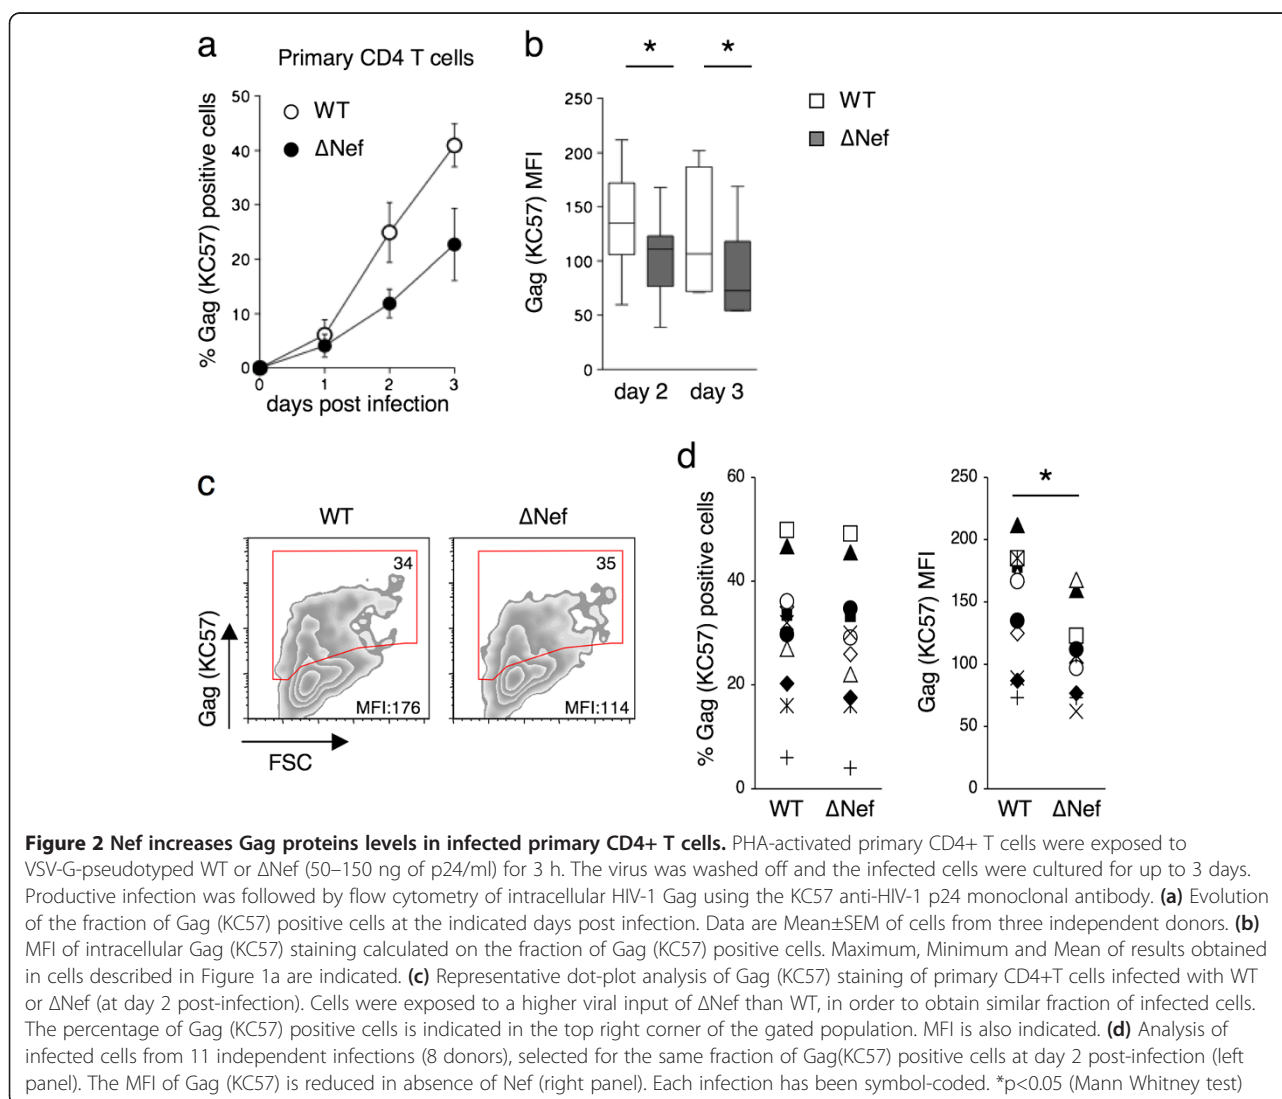 a
Primary CD4 T cells
% Gag (KC57) positive cells
50
40
30
20
10
0
WT
ΔNef
0 1 2 3
days post infection
b
* *
Gag (KC57) MFI
250
200
150
100
50
0
day 2 day 3
WT
ΔNef
c
WT ΔNef
Gag (KC57)
34
MFI:176
35
MFI:114
FSC
d
% Gag (KC57) positive cells
60
40
20
0
WT ΔNef
Gag (KC57) MFI
250
200
150
100
50
0
*
WT ΔNef
Figure 2 Nef increases Gag proteins levels in infected primary CD4+ T cells. PHA-activated primary CD4+ T cells were exposed to
VSV-G-pseudotyped WT or ΔNef (50–150 ng of p24/ml) for 3 h. The virus was washed off and the infected cells were cultured for up to 3 days.
Productive infection was followed by flow cytometry of intracellular HIV-1 Gag using the KC57 anti-HIV-1 p24 monoclonal antibody. (a) Evolution
of the fraction of Gag (KC57) positive cells at the indicated days post infection. Data are Mean±SEM of cells from three independent donors. (b)
MFI of intracellular Gag (KC57) staining calculated on the fraction of Gag (KC57) positive cells. Maximum, Minimum and Mean of results obtained
in cells described in Figure 1a are indicated. (c) Representative dot-plot analysis of Gag (KC57) staining of primary CD4+T cells infected with WT
or ΔNef (at day 2 post-infection). Cells were exposed to a higher viral input of ΔNef than WT, in order to obtain similar fraction of infected cells.
The percentage of Gag (KC57) positive cells is indicated in the top right corner of the gated population. MFI is also indicated. (d) Analysis of
infected cells from 11 independent infections (8 donors), selected for the same fraction of Gag(KC57) positive cells at day 2 post-infection (left
panel). The MFI of Gag (KC57) is reduced in absence of Nef (right panel). Each infection has been symbol-coded. *p<0.05 (Mann Whitney test)